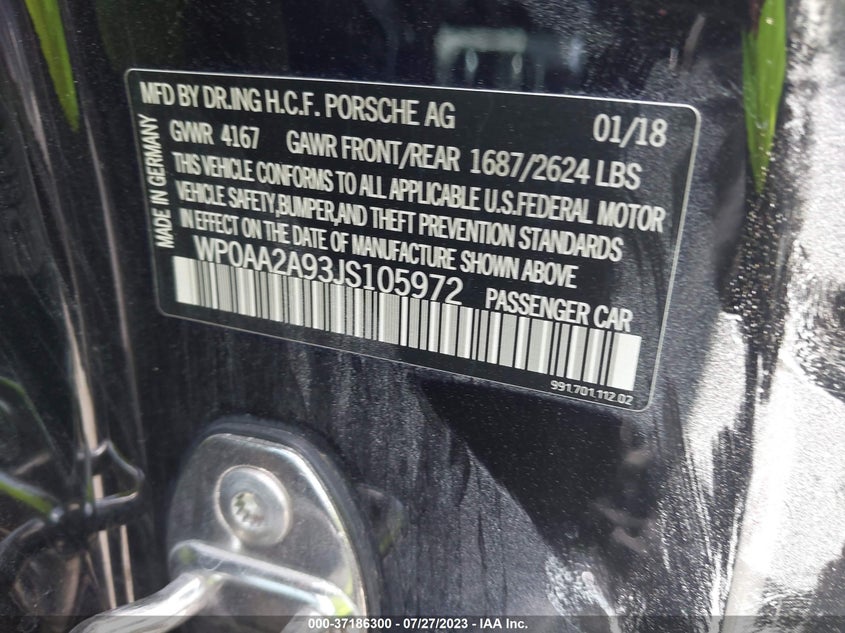 MFD BY DR.ING H.C.F. PORSCHE AG 01/18
GVWR 4167 GAWR FRONT/REAR 1687/2624 LBS
THIS VEHICLE CONFORMS TO ALL APPLICABLE U.S.FEDERAL MOTOR
VEHICLE SAFETY,BUMPER,AND THEFT PREVENTION STANDARDS
IN EFFECT ON THE DATE OF MANUFACTURE SHOWN ABOVE
WP0AA2A93JS105972 PASSENGER CAR
MADE IN GERMANY
991.701.112.02
000-37186300 - 07/27/2023 - IAA Inc.